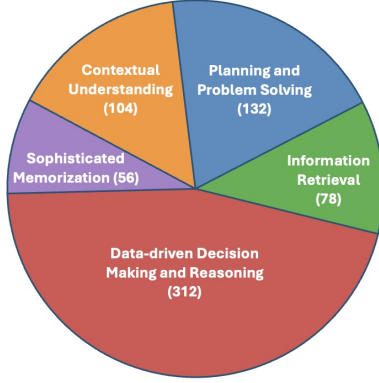 Contextual
Understanding
(104)
Planning and
Problem Solving
(132)
Sophisticated
Memorization (56)
Information
Retrieval
(78)
Data-driven Decision
Making and Reasoning
(312)